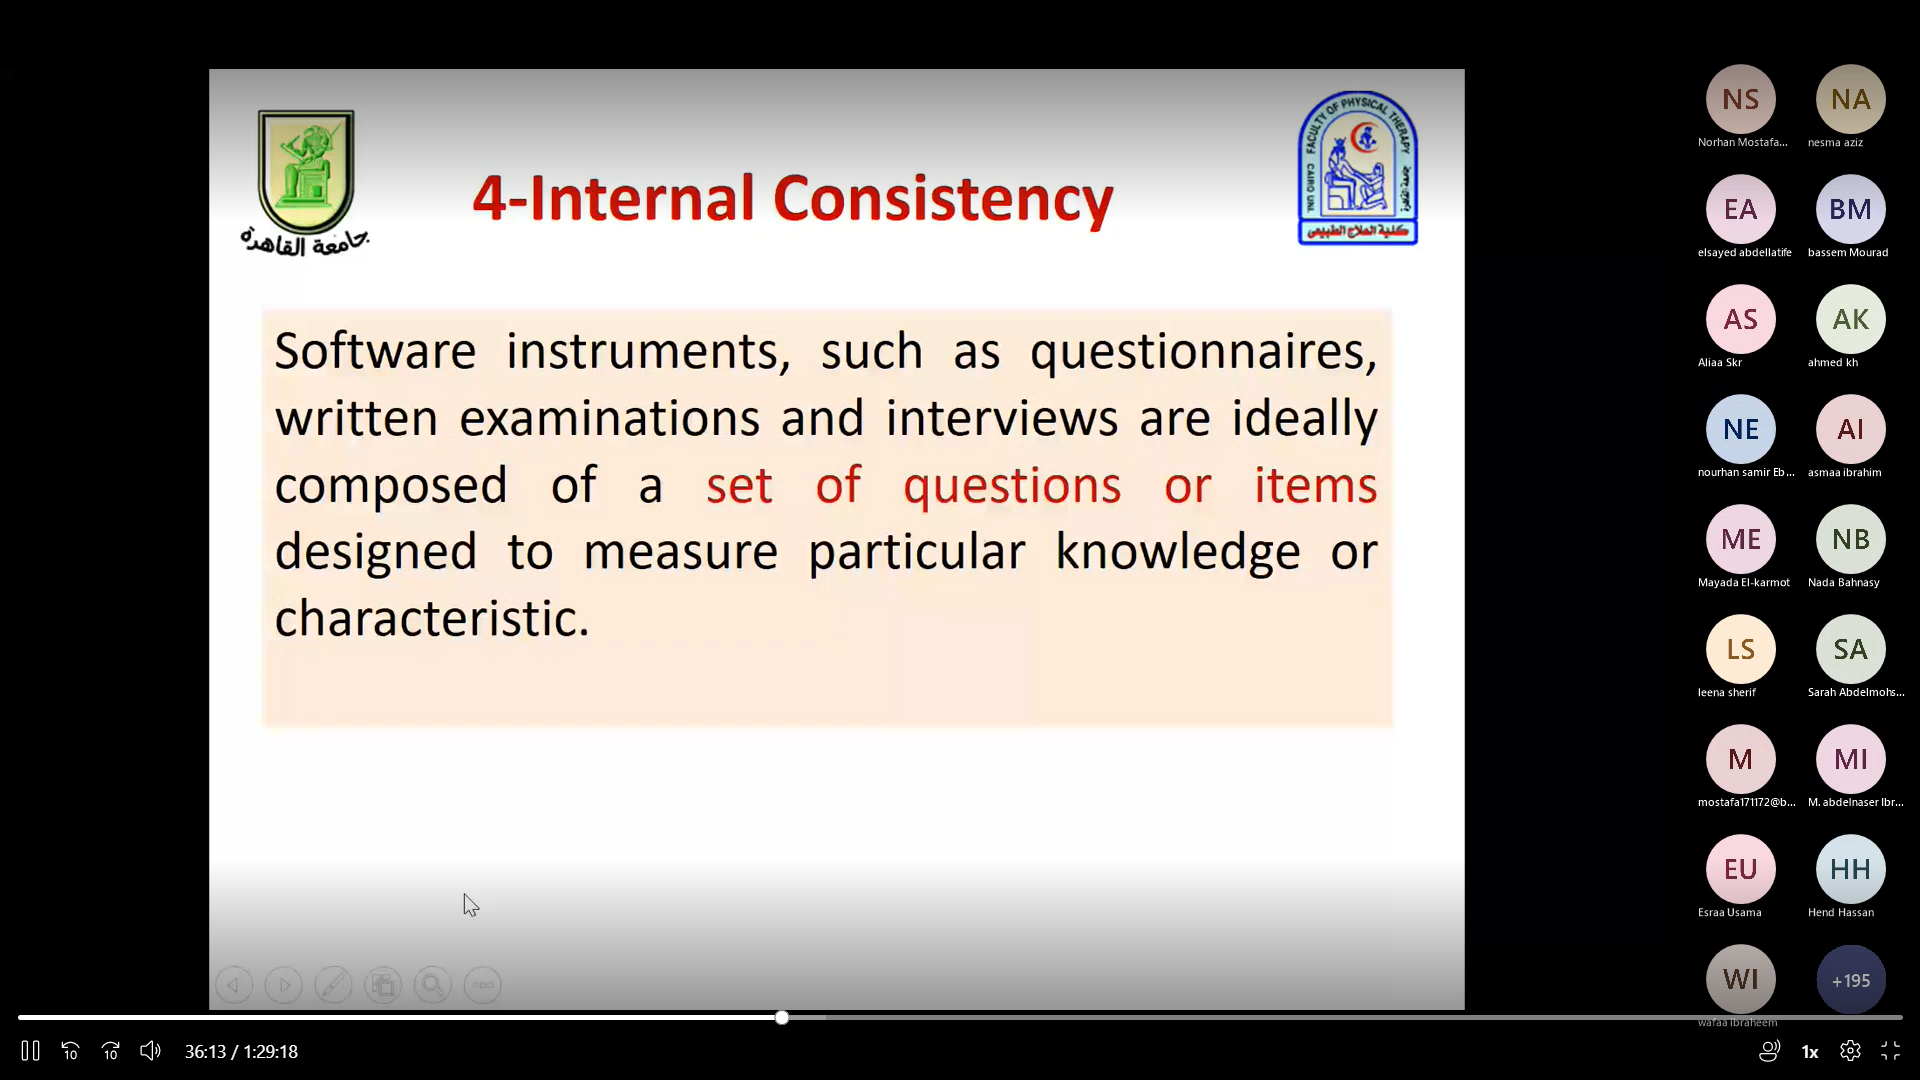 FACULTY OF PHYSICAL THERAPY
CAIRO UNI.
جامعة القاهرة
كلية العلاج الطبيعى
جامعة القاهرة
4-Internal Consistency
Software instruments, such as questionnaires,
written examinations and interviews are ideally
composed of a set of questions or items
designed to measure particular knowledge or
characteristic.
NS
Norhan Mostafa...
NA
nesma aziz
EA
elsayed abdellatife
BM
bassem Mourad
AS
Aliaa Skr
AK
ahmed kh
NE
nourhan samir Eb...
AI
asmaa ibrahim
ME
Mayada El-karmot
NB
Nada Bahnasy
LS
leena sherif
SA
Sarah Abdelmohs...
M
mostafa171172@b...
MI
M. abdelnaser Ibr...
EU
Esraa Usama
HH
Hend Hassan
WI
wafaa ibraheem
+195
10
10
36:13 / 1:29:18
1x